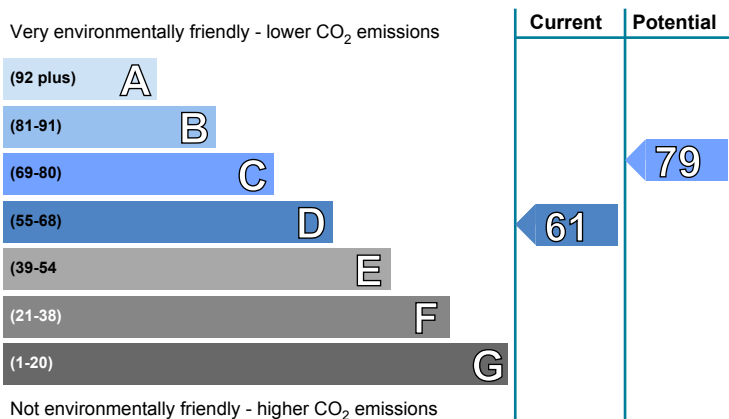 Current Potential
Very environmentally friendly - lower CO₂ emissions
(92 plus) A
(81-91) B
(69-80) C
79
(55-68) D
61
(39-54 E
(21-38) F
(1-20) G
Not environmentally friendly - higher CO₂ emissions